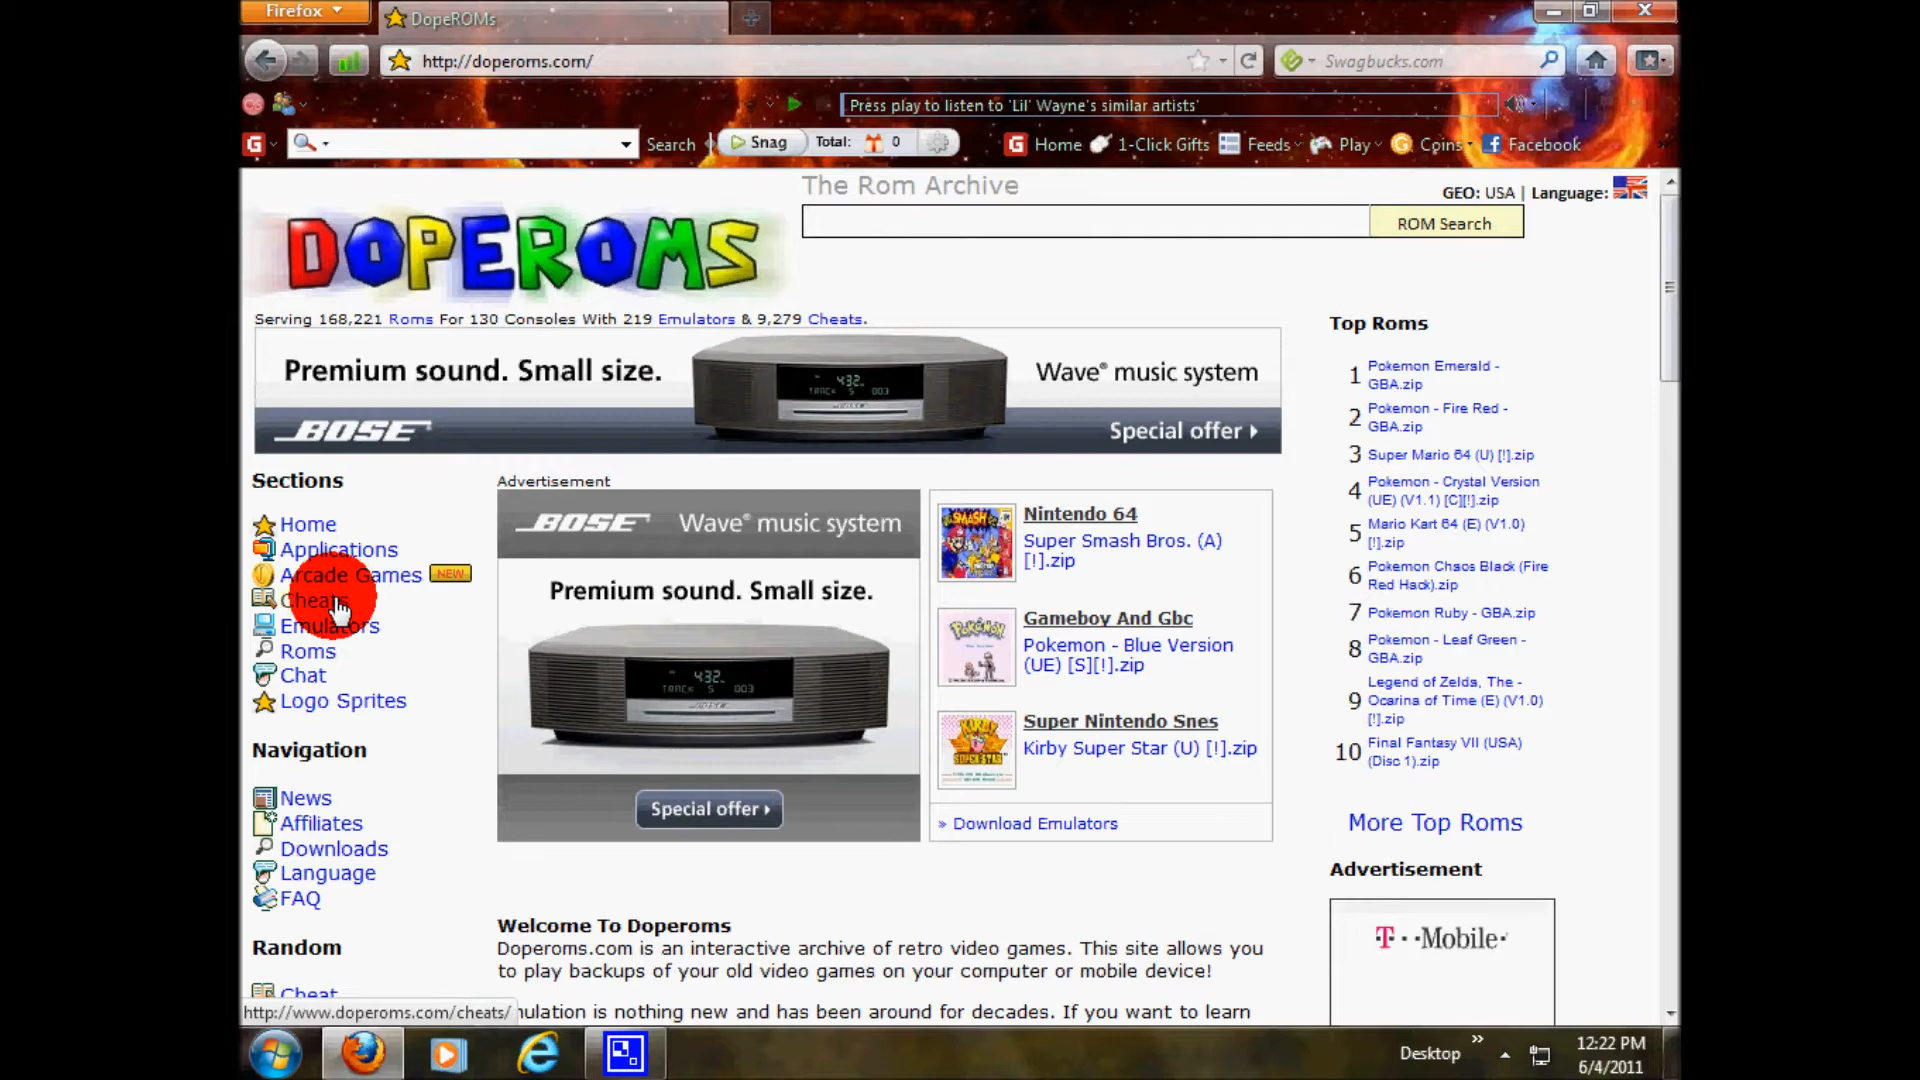 Firefox
DopeROMs
http://doperoms.com/
Swagbucks.com
Press play to listen to 'Lil' Wayne's similar artists'
G
Search
Snag
Total: 0
G Home
1-Click Gifts
Feeds
Play
Coins
Facebook
The Rom Archive
GEO: USA | Language:
ROM Search
DOPEROMS
Serving 168,221 Roms For 130 Consoles With 219 Emulators & 9,279 Cheats.
Premium sound. Small size.
Wave® music system
BOSE
Special offer
Sections
Home
Applications
Arcade Games NEW
Cheats
Emulators
Roms
Chat
Logo Sprites
Navigation
News
Affiliates
Downloads
Language
FAQ
Random
Cheat
http://www.doperoms.com/cheats/
Advertisement
BOSE Wave® music system
Premium sound. Small size.
Special offer
Nintendo 64
Super Smash Bros. (A)
[!].zip
Gameboy And Gbc
Pokemon - Blue Version
(UE) [S][!].zip
Super Nintendo Snes
Kirby Super Star (U) [!].zip
» Download Emulators
Welcome To Doperoms
Doperoms.com is an interactive archive of retro video games. This site allows you
to play backups of your old video games on your computer or mobile device!
mulation is nothing new and has been around for decades. If you want to learn
Top Roms
1 Pokemon Emerald -
GBA.zip
2 Pokemon - Fire Red -
GBA.zip
3 Super Mario 64 (U) [!].zip
4 Pokemon - Crystal Version
(UE) (V1.1) [C][!].zip
5 Mario Kart 64 (E) (V1.0)
[!].zip
6 Pokemon Chaos Black (Fire
Red Hack).zip
7 Pokemon Ruby - GBA.zip
8 Pokemon - Leaf Green -
GBA.zip
9 Legend of Zelda, The -
Ocarina of Time (E) (V1.0)
[!].zip
10 Final Fantasy VII (USA)
(Disc 1).zip
More Top Roms
Advertisement
T··Mobile·
Desktop
12:22 PM
6/4/2011